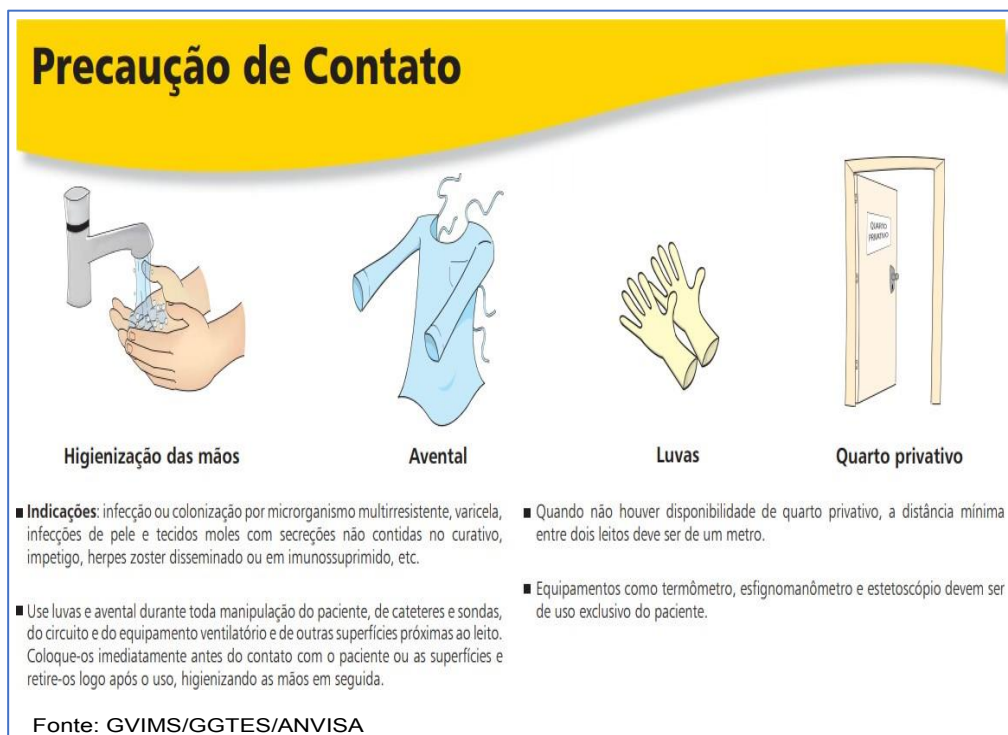 Precaução de Contato
QUARTO
PRIVATIVO
Higienização das mãos
Avental
Luvas
Quarto privativo
■ Indicações: infecção ou colonização por microrganismo multirresistente, varicela,
infecções de pele e tecidos moles com secreções não contidas no curativo,
impetigo, herpes zoster disseminado ou em imunossuprimido, etc.
■ Use luvas e avental durante toda manipulação do paciente, de cateteres e sondas,
do circuito e do equipamento ventilatório e de outras superfícies próximas ao leito.
Coloque-os imediatamente antes do contato com o paciente ou as superfícies e
retire-os logo após o uso, higienizando as mãos em seguida.
■ Quando não houver disponibilidade de quarto privativo, a distância mínima
entre dois leitos deve ser de um metro.
■ Equipamentos como termômetro, esfignomanômetro e estetoscópio devem ser
de uso exclusivo do paciente.
Fonte: GVIMS/GGTES/ANVISA